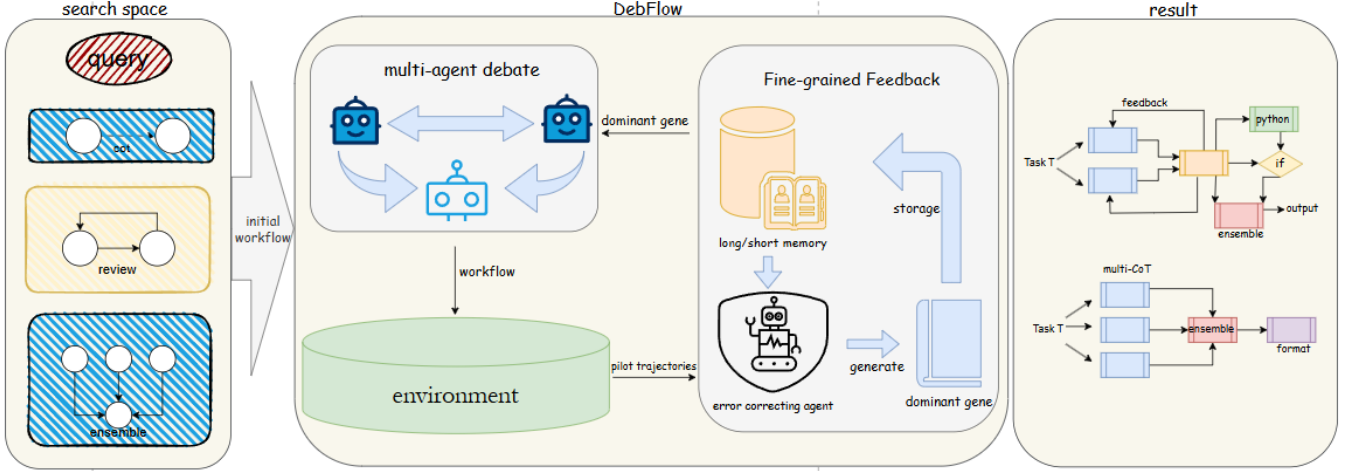 search space
DebFlow
result
query
cot
review
ensemble
initial
workflow
multi-agent debate
dominant gene
workflow
environment
pilot trajectories
Fine-grained Feedback
long/short memory
storage
error correcting agent
generate
dominant gene
feedback
python
Task T
if
output
ensemble
multi-CoT
Task T
ensemble
format